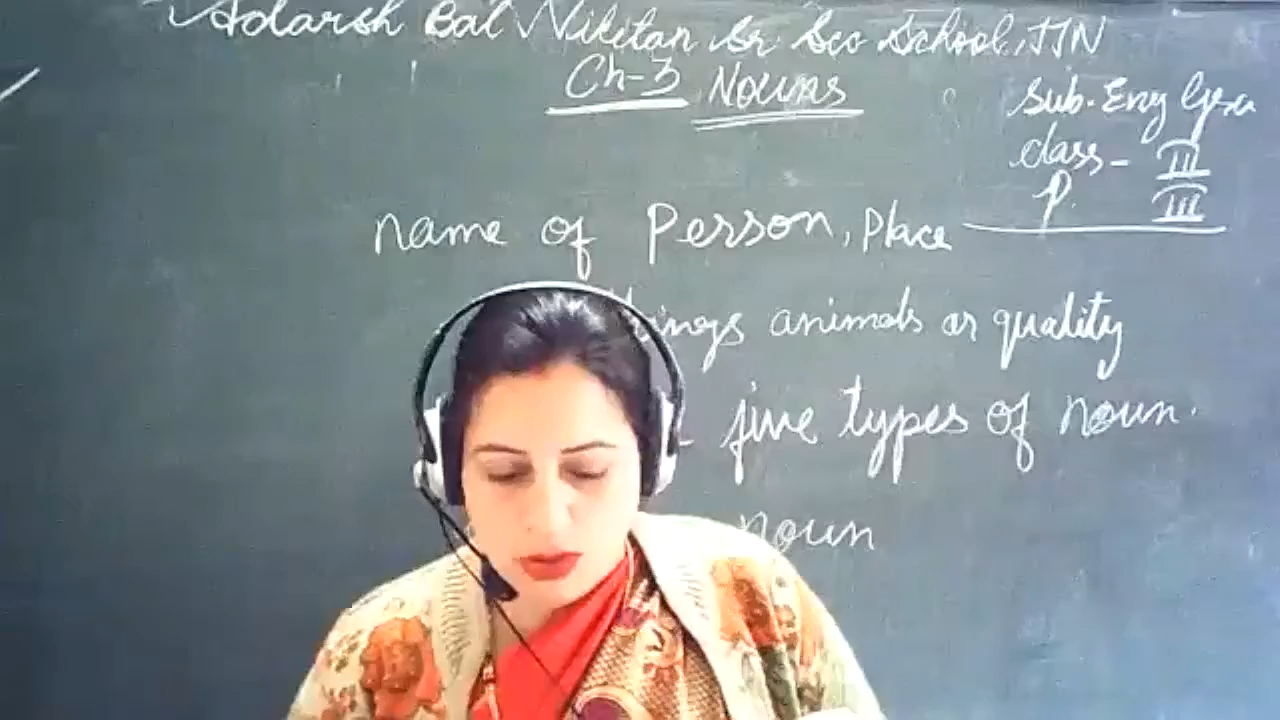 Adarsh Bal Nikitan Sr Sec School, JJN
Ch-3 Nouns
Sub. Eng Gra
class - III
P. III
name of Person, Place
things animals or quality
five types of noun.
noun